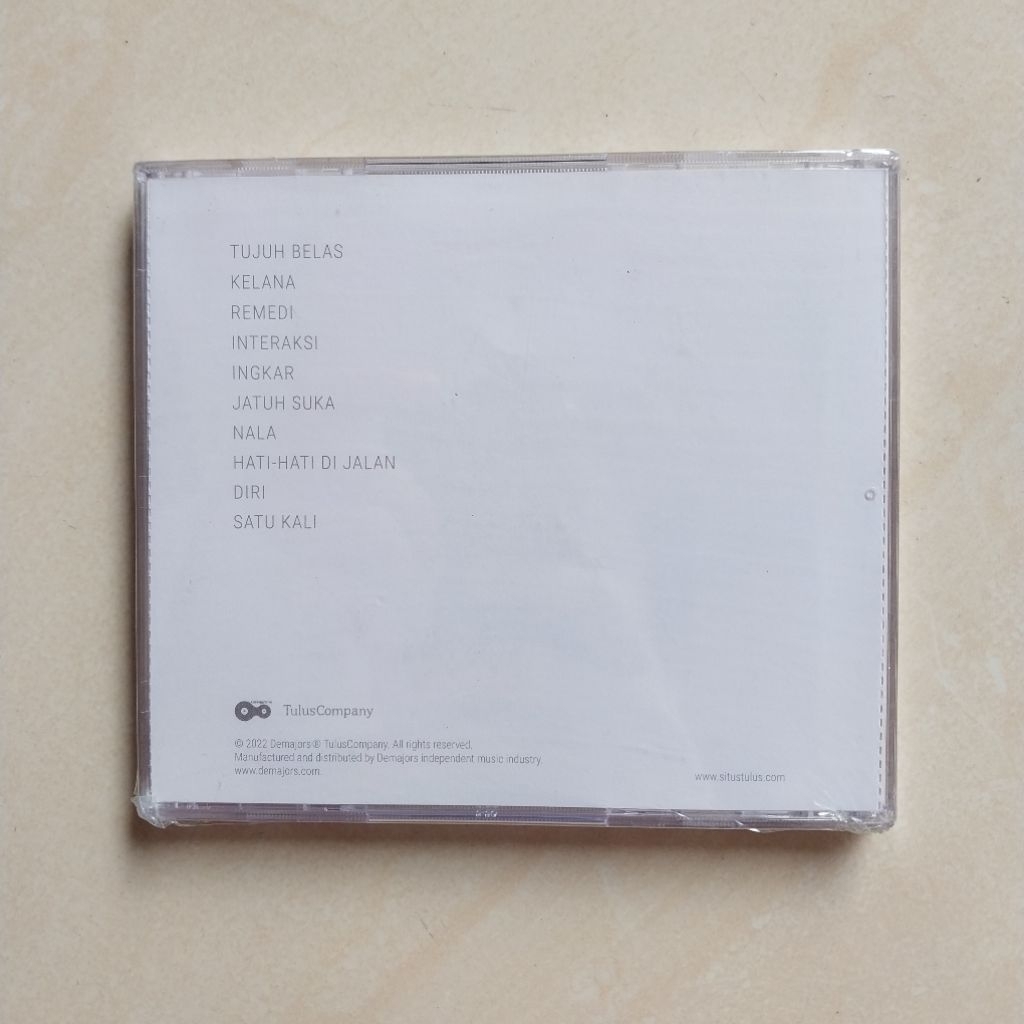 TUJUH BELAS
KELANA
REMEDI
INTERAKSI
INGKAR
JATUH SUKA
NALA
HATI-HATI DI JALAN
DIRI
SATU KALI
TulusCompany
© 2022 Demajors® TulusCompany. All rights reserved.
Manufactured and distributed by Demajors independent music industry.
www.demajors.com.
www.situstulus.com